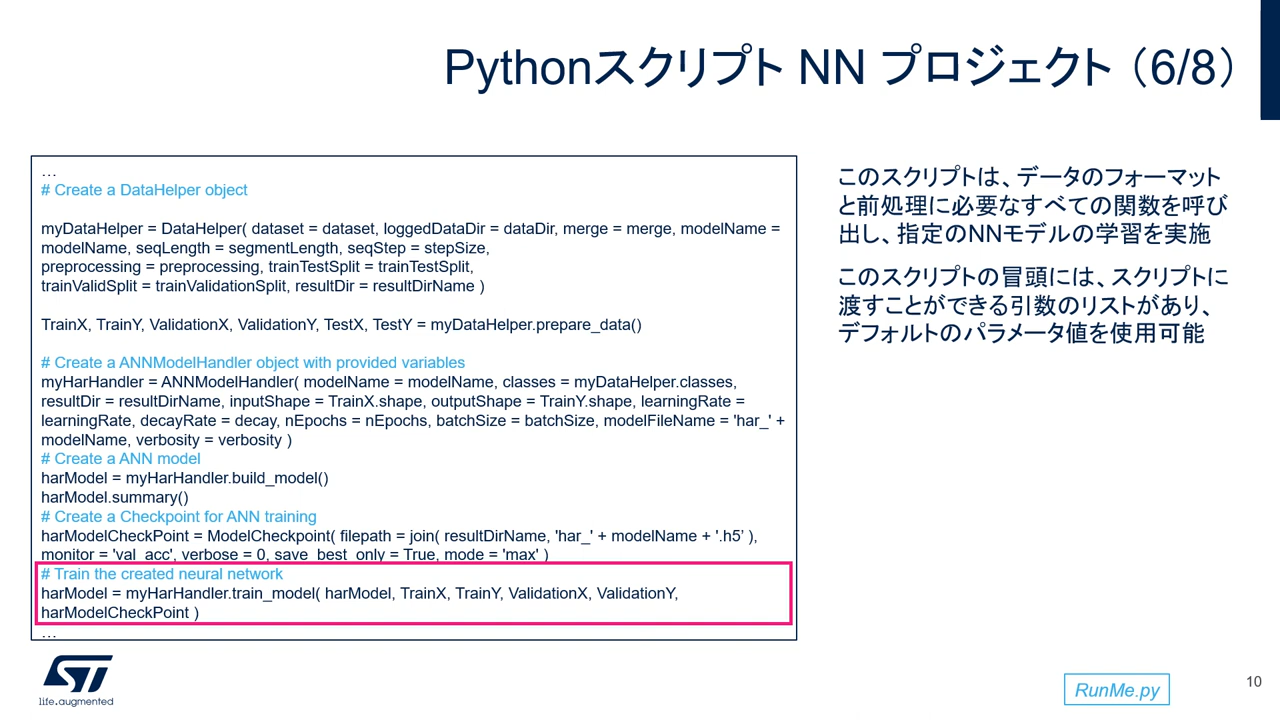 Pythonスクリプト NN プロジェクト（6/8）
…
# Create a DataHelper object
myDataHelper = DataHelper( dataset = dataset, loggedDataDir = dataDir, merge = merge, modelName =
modelName, seqLength = segmentLength, seqStep = stepSize,
preprocessing = preprocessing, trainTestSplit = trainTestSplit,
trainValidSplit = trainValidationSplit, resultDir = resultDirName )
TrainX, TrainY, ValidationX, ValidationY, TestX, TestY = myDataHelper.prepare_data()
# Create a ANNModelHandler object with provided variables
myHarHandler = ANNModelHandler( modelName = modelName, classes = myDataHelper.classes,
resultDir = resultDirName, inputShape = TrainX.shape, outputShape = TrainY.shape, learningRate =
learningRate, decayRate = decay, nEpochs = nEpochs, batchSize = batchSize, modelFileName = 'har_' +
modelName, verbosity = verbosity )
# Create a ANN model
harModel = myHarHandler.build_model()
harModel.summary()
# Create a Checkpoint for ANN training
harModelCheckPoint = ModelCheckpoint( filepath = join( resultDirName, 'har_' + modelName + '.h5’ ),
monitor = 'val_acc', verbose = 0, save_best_only = True, mode = 'max' )
# Train the created neural network
harModel = myHarHandler.train_model( harModel, TrainX, TrainY, ValidationX, ValidationY,
harModelCheckPoint )
…
このスクリプトは、データのフォーマット
と前処理に必要なすべての関数を呼び
出し、指定のNNモデルの学習を実施
このスクリプトの冒頭には、スクリプトに
渡すことができる引数のリストがあり、
デフォルトのパラメータ値を使用可能
ST
life.augmented
RunMe.py
10